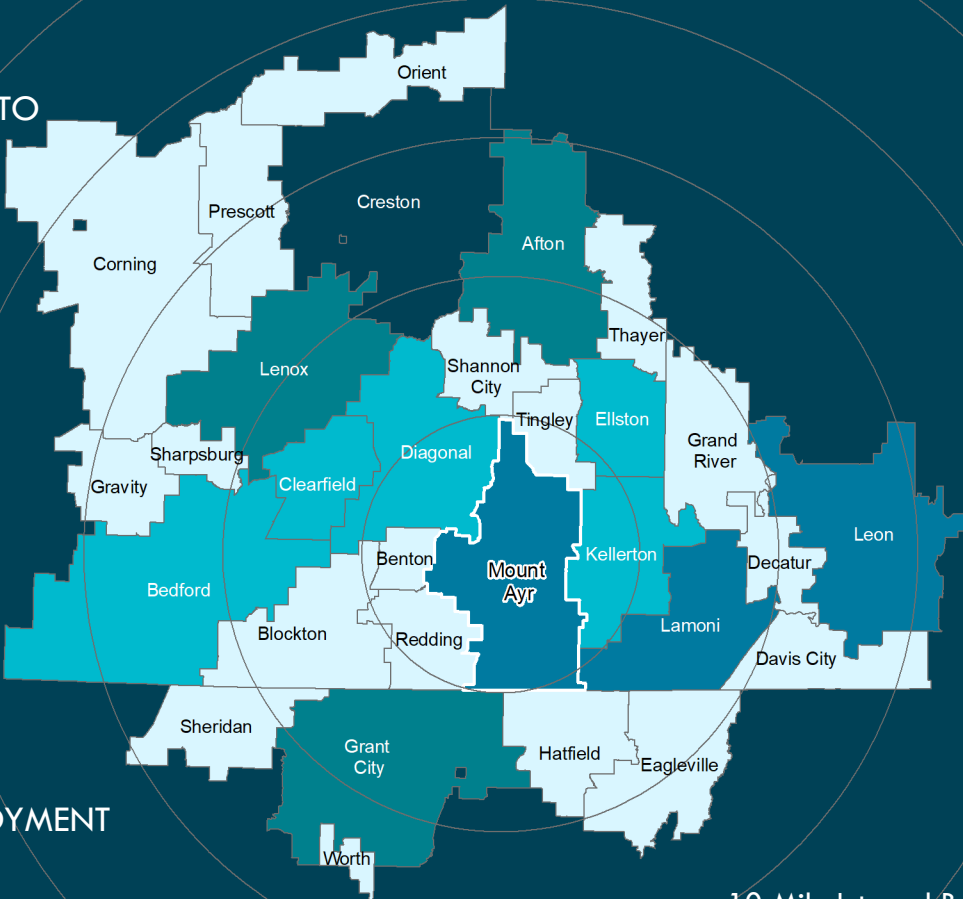 Orient
TO
Creston
Prescott
Afton
Corning
Thayer
Shannon
City
Lenox
Tingley
Ellston
Grand
River
Diagonal
Sharpsburg
Clearfield
Gravity
Leon
Kellerton
Benton
Decatur
Mount
Ayr
Bedford
Lamoni
Blockton
Redding
Davis City
Sheridan
Grant
City
Hatfield
Eagleville
OYMENT
Worth